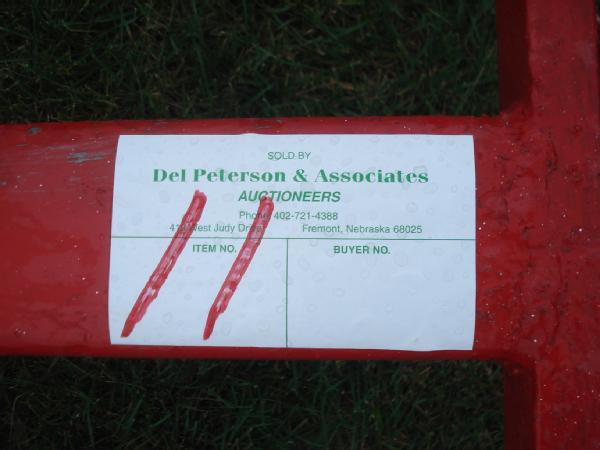 SOLD BY
Del Peterson & Associates
AUCTIONEERS
Phone 402-721-4388
West Judy Drive Fremont, Nebraska 68025
ITEM NO. BUYER NO.
11